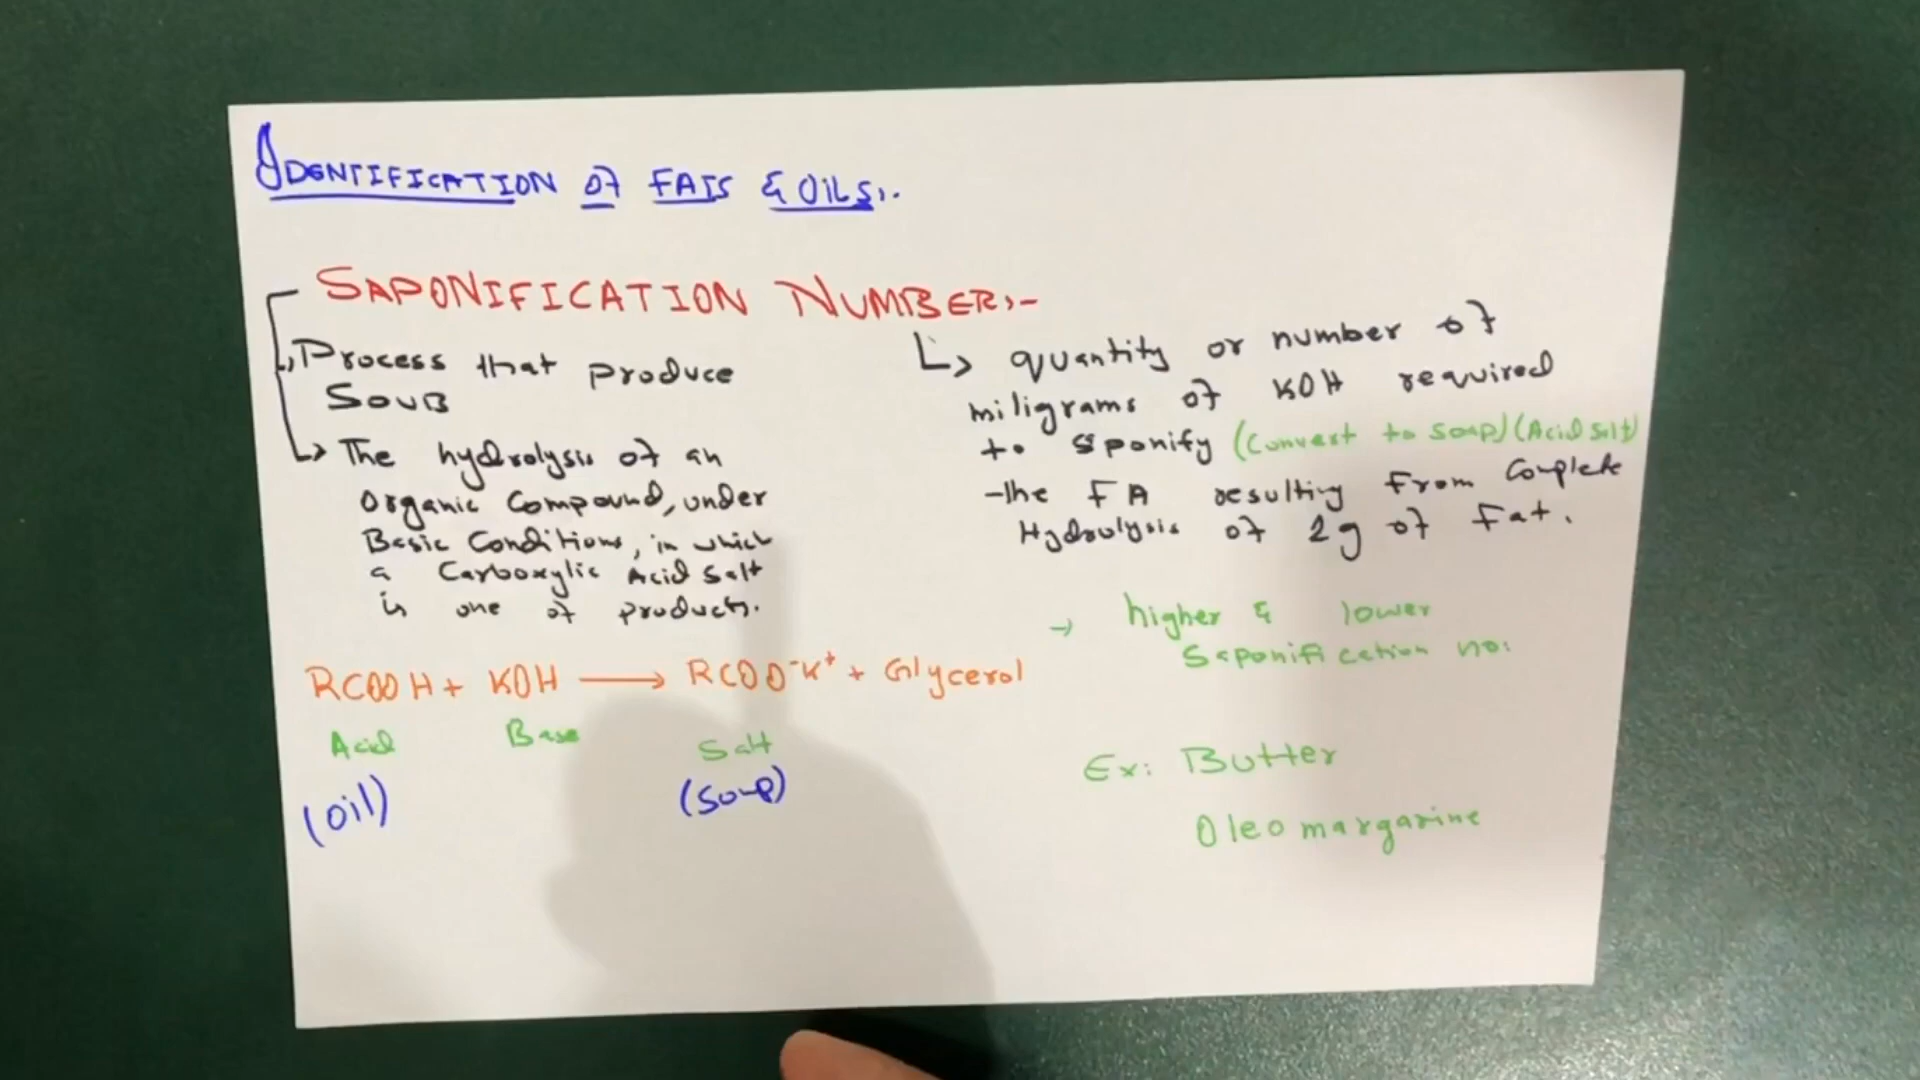 IDENTIFICATION OF FATS & OILS:-
SAPONIFICATION NUMBER:-
Process that produce
SOUB
The hydrolysis of an
Organic Compound, under
Basic Conditions, in which
a Carboxylic Acid Salt
is one of products.
RCOOH + KOH → RCOO⁻K⁺ + Glycerol
Acid Base Salt
(Oil) (Soup)
quantity or number of
miligrams of KOH required
to sponify (Convert to soap) (Acid Salt)
-the FA resulting from Complete
Hydrolysis of 2g of Fat.
→ higher & lower
Saponification no:
Ex: Butter
Oleomargarine